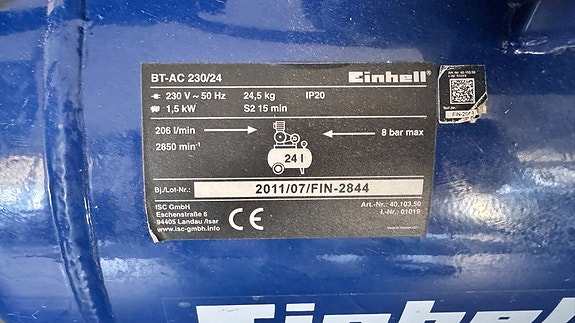 BT-AC 230/24
Einhell
230 V ~ 50 Hz 24,5 kg IP20
1,5 kW S2 15 min
206 l/min
8 bar max
2850 min⁻¹
24 l
Bj./Lot-Nr.: 2011/07/FIN-2844
ISC GmbH
Eschenstraße 6
94405 Landau /Isar
www.isc-gmbh.info
CE
Art.-Nr.: 40.103.50
I.-Nr.: 01019
Einhell